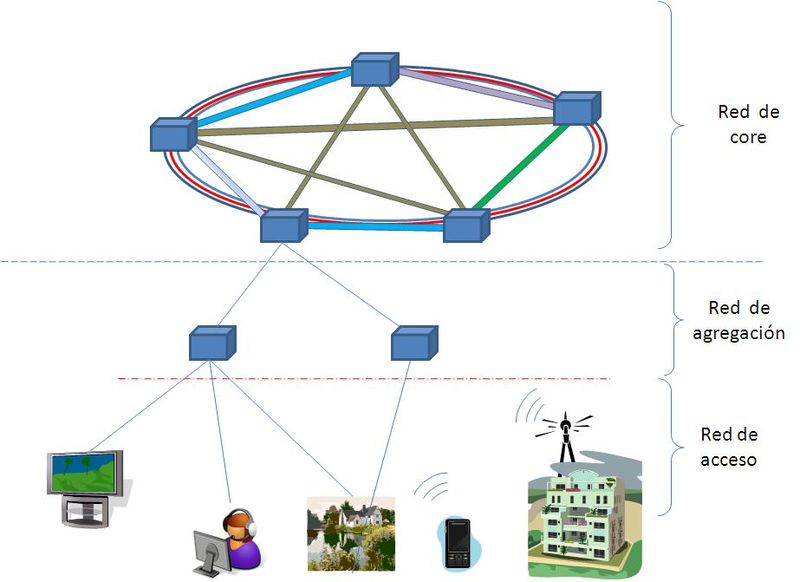 Red de
core
Red de
agregación
Red de
acceso